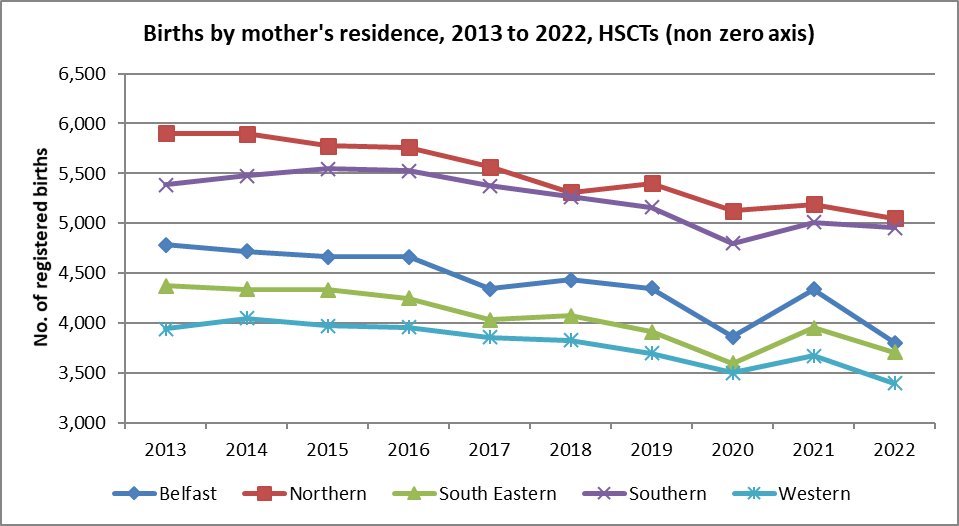 Births by mother's residence, 2013 to 2022, HSCTs (non zero axis)
No. of registered births
6,500
6,000
5,500
5,000
4,500
4,000
3,500
3,000
2013 2014 2015 2016 2017 2018 2019 2020 2021 2022
Belfast Northern South Eastern Southern Western